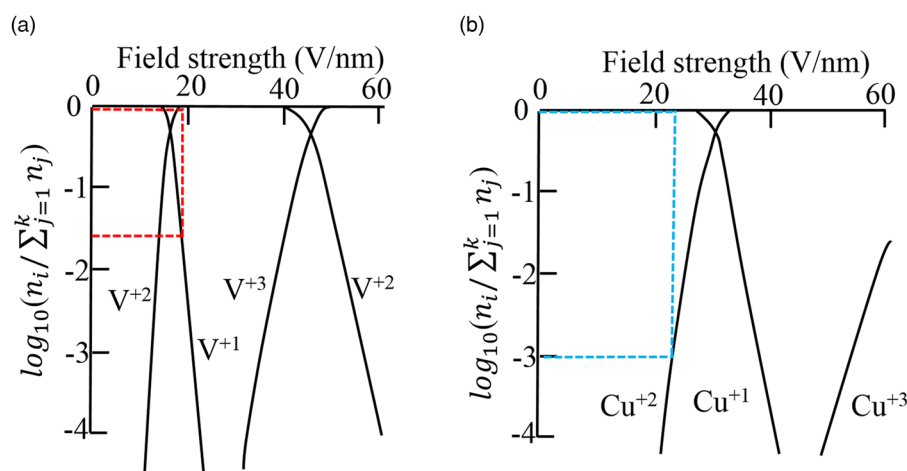 (a)
Field strength (V/nm)
0 20 40 60
0
-1
-2
-3
-4
log₁₀(nᵢ/Σᵏⱼ₌₁ nⱼ)
V⁺²
V⁺¹
V⁺³
V⁺²
(b)
Field strength (V/nm)
0 20 40 60
0
-1
-2
-3
-4
log₁₀(nᵢ/Σᵏⱼ₌₁ nⱼ)
Cu⁺²
Cu⁺¹
Cu⁺³